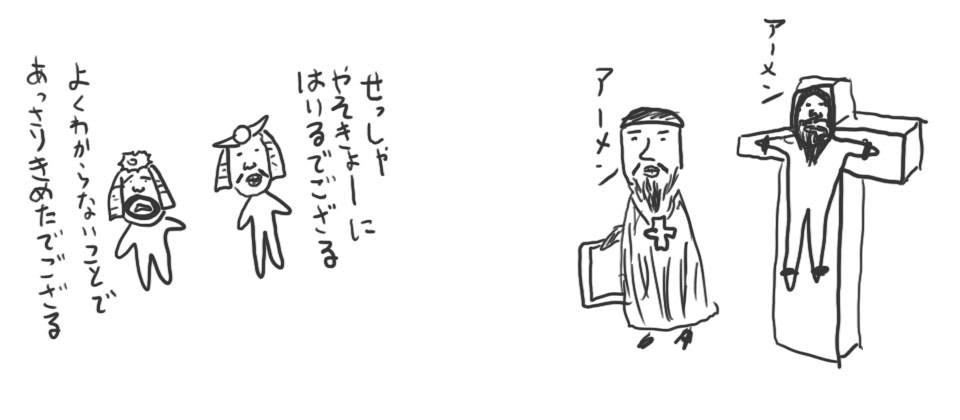 アーメン
アーメン
せっしゃ
やそきょーに
はいるでござる
よくわからないことで
あっさりきめたでござる